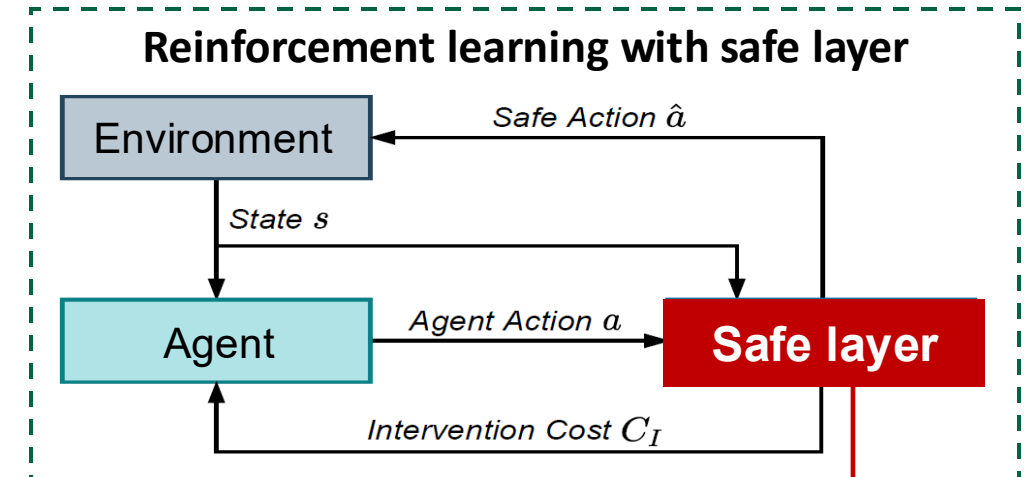 Reinforcement learning with safe layer
Safe Action â
Environment
State s
Agent Action a
Agent
Safe layer
Intervention Cost C_I